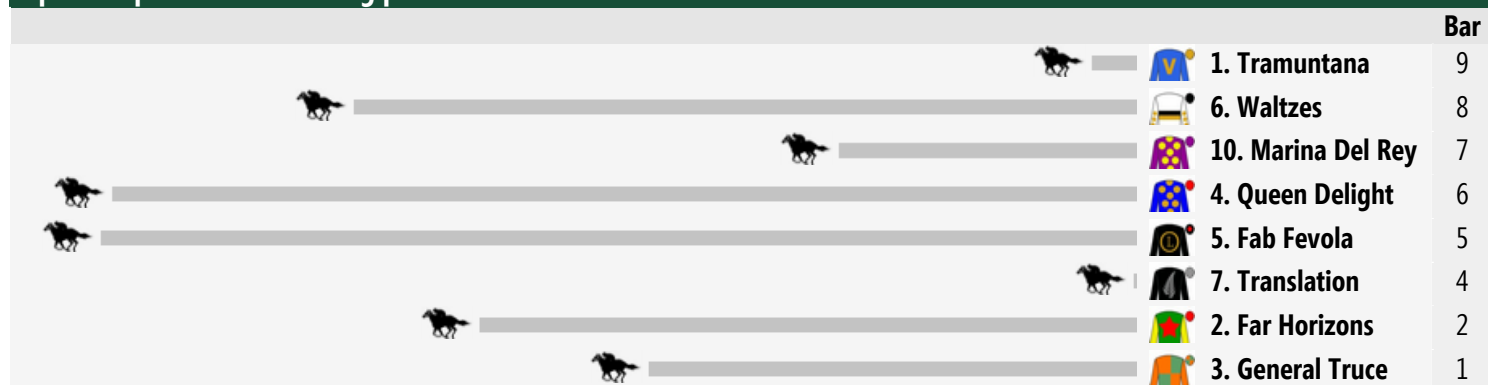 Bar
1. Tramuntana 9
6. Waltzes 8
10. Marina Del Rey 7
4. Queen Delight 6
5. Fab Fevola 5
7. Translation 4
2. Far Horizons 2
3. General Truce 1